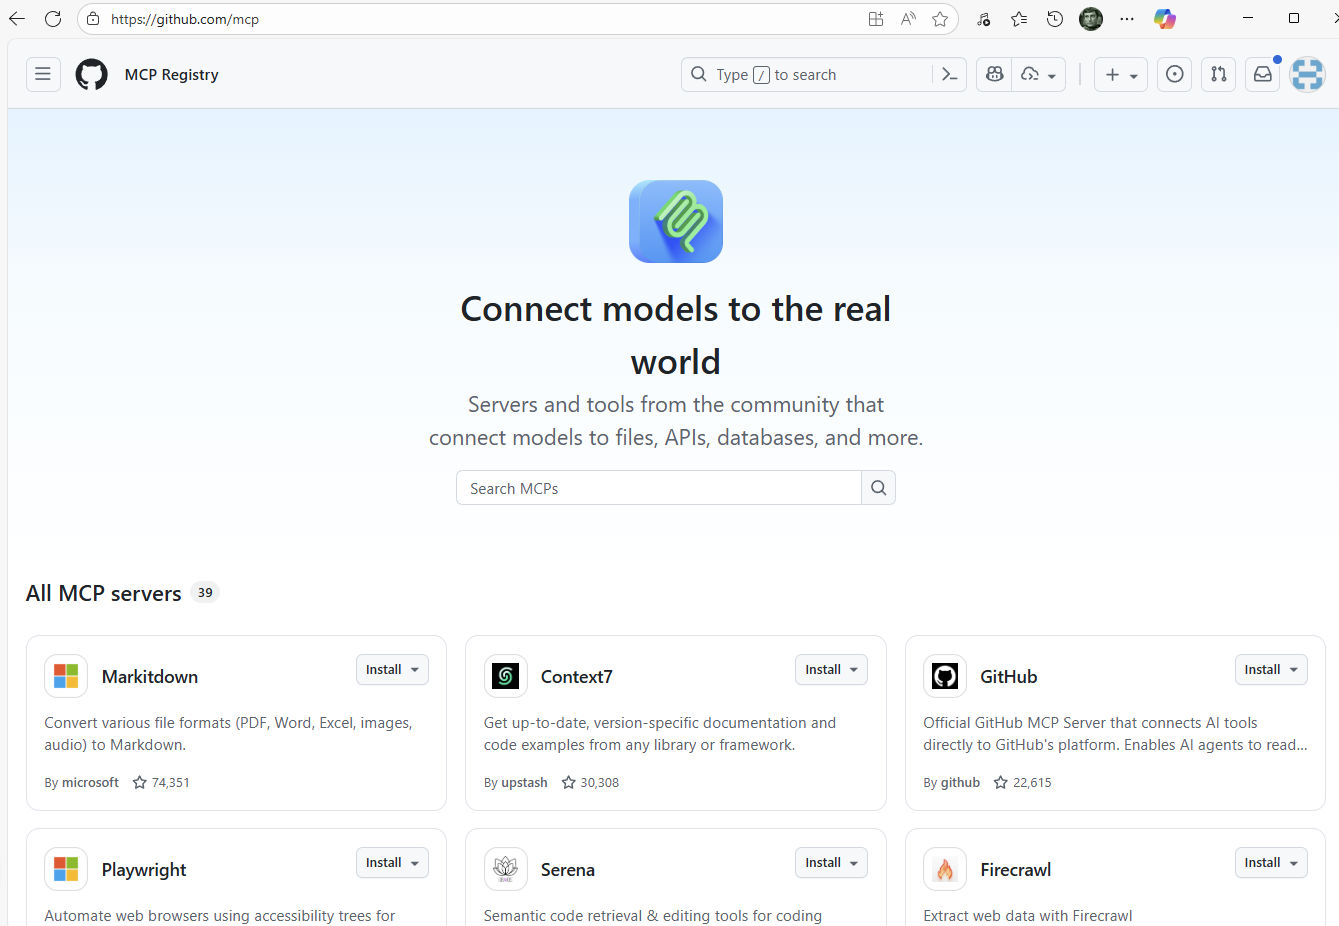 https://github.com/mcp
MCP Registry
Type / to search
Connect models to the real
world
Servers and tools from the community that
connect models to files, APIs, databases, and more.
Search MCPs
All MCP servers 39
Markitdown
Install
Convert various file formats (PDF, Word, Excel, images,
audio) to Markdown.
By microsoft 74,351
Context7
Install
Get up-to-date, version-specific documentation and
code examples from any library or framework.
By upstash 30,308
GitHub
Install
Official GitHub MCP Server that connects AI tools
directly to GitHub's platform. Enables AI agents to read...
By github 22,615
Playwright
Install
Automate web browsers using accessibility trees for
Serena
Install
Semantic code retrieval & editing tools for coding
Firecrawl
Install
Extract web data with Firecrawl